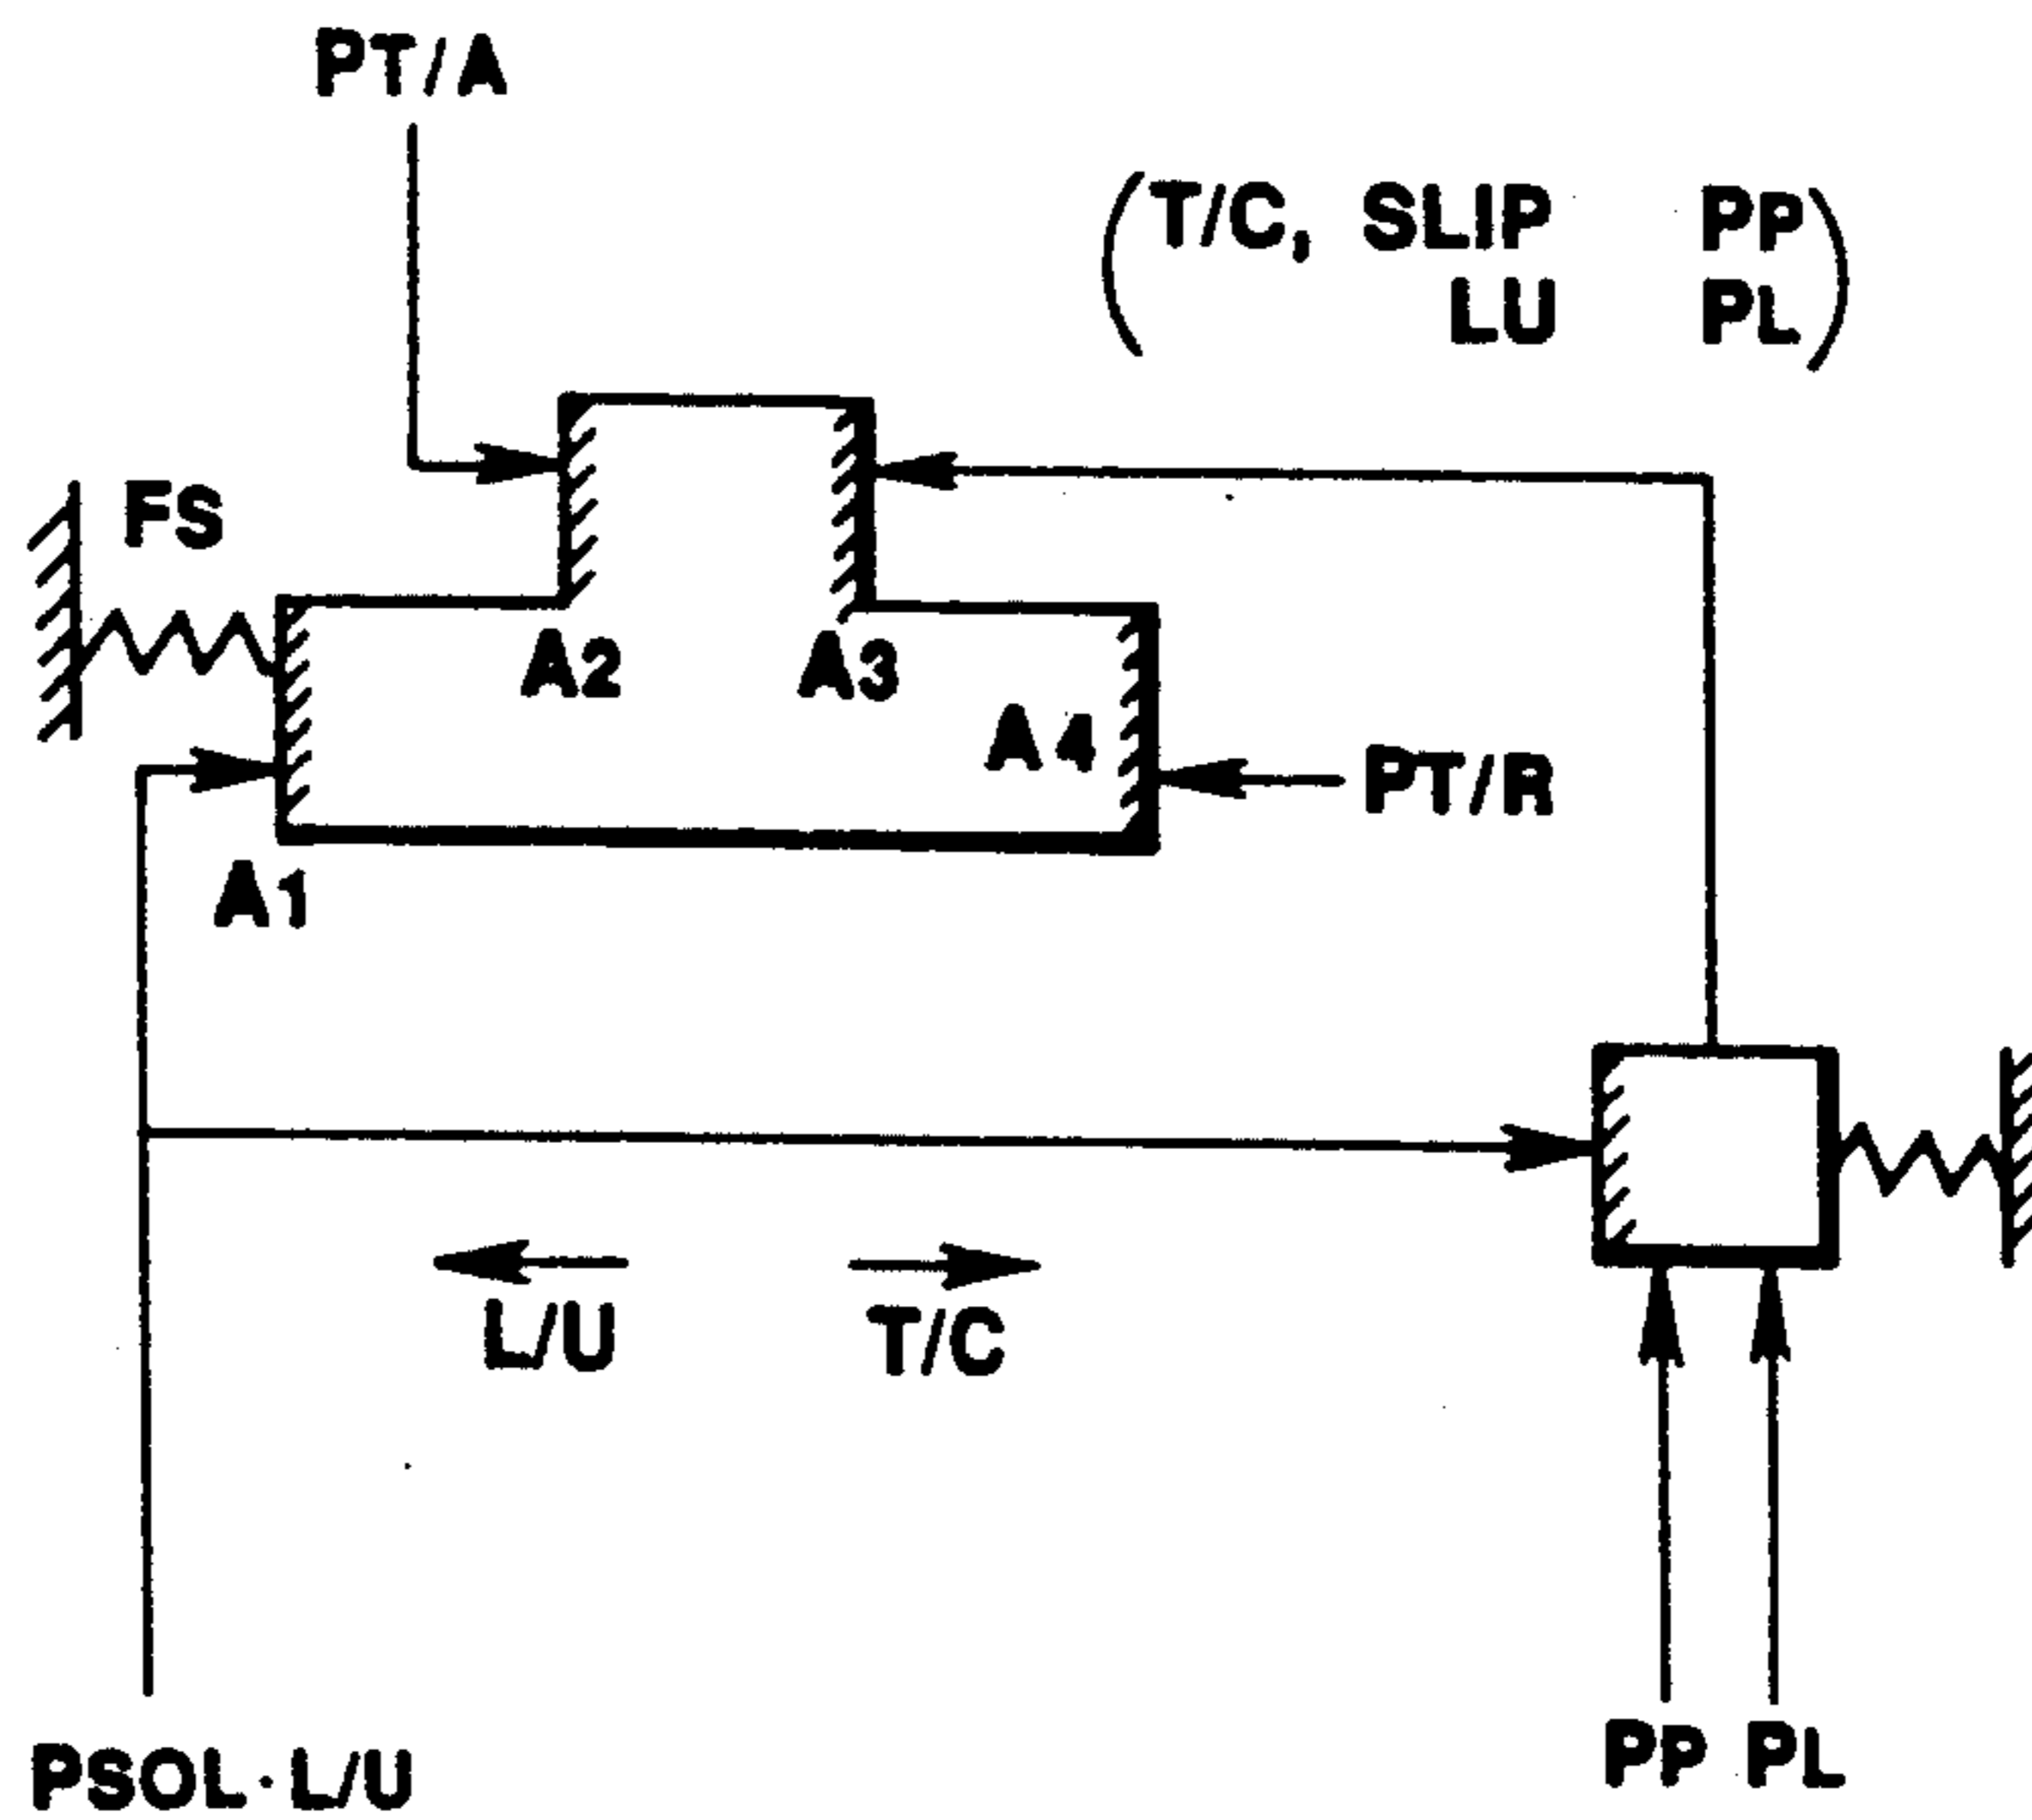 PT/A
T/C, SLIP PP
LU PL
FS
A2
A3
A4
PT/R
A1
L/U
T/C
PSOL·L/U
PP PL